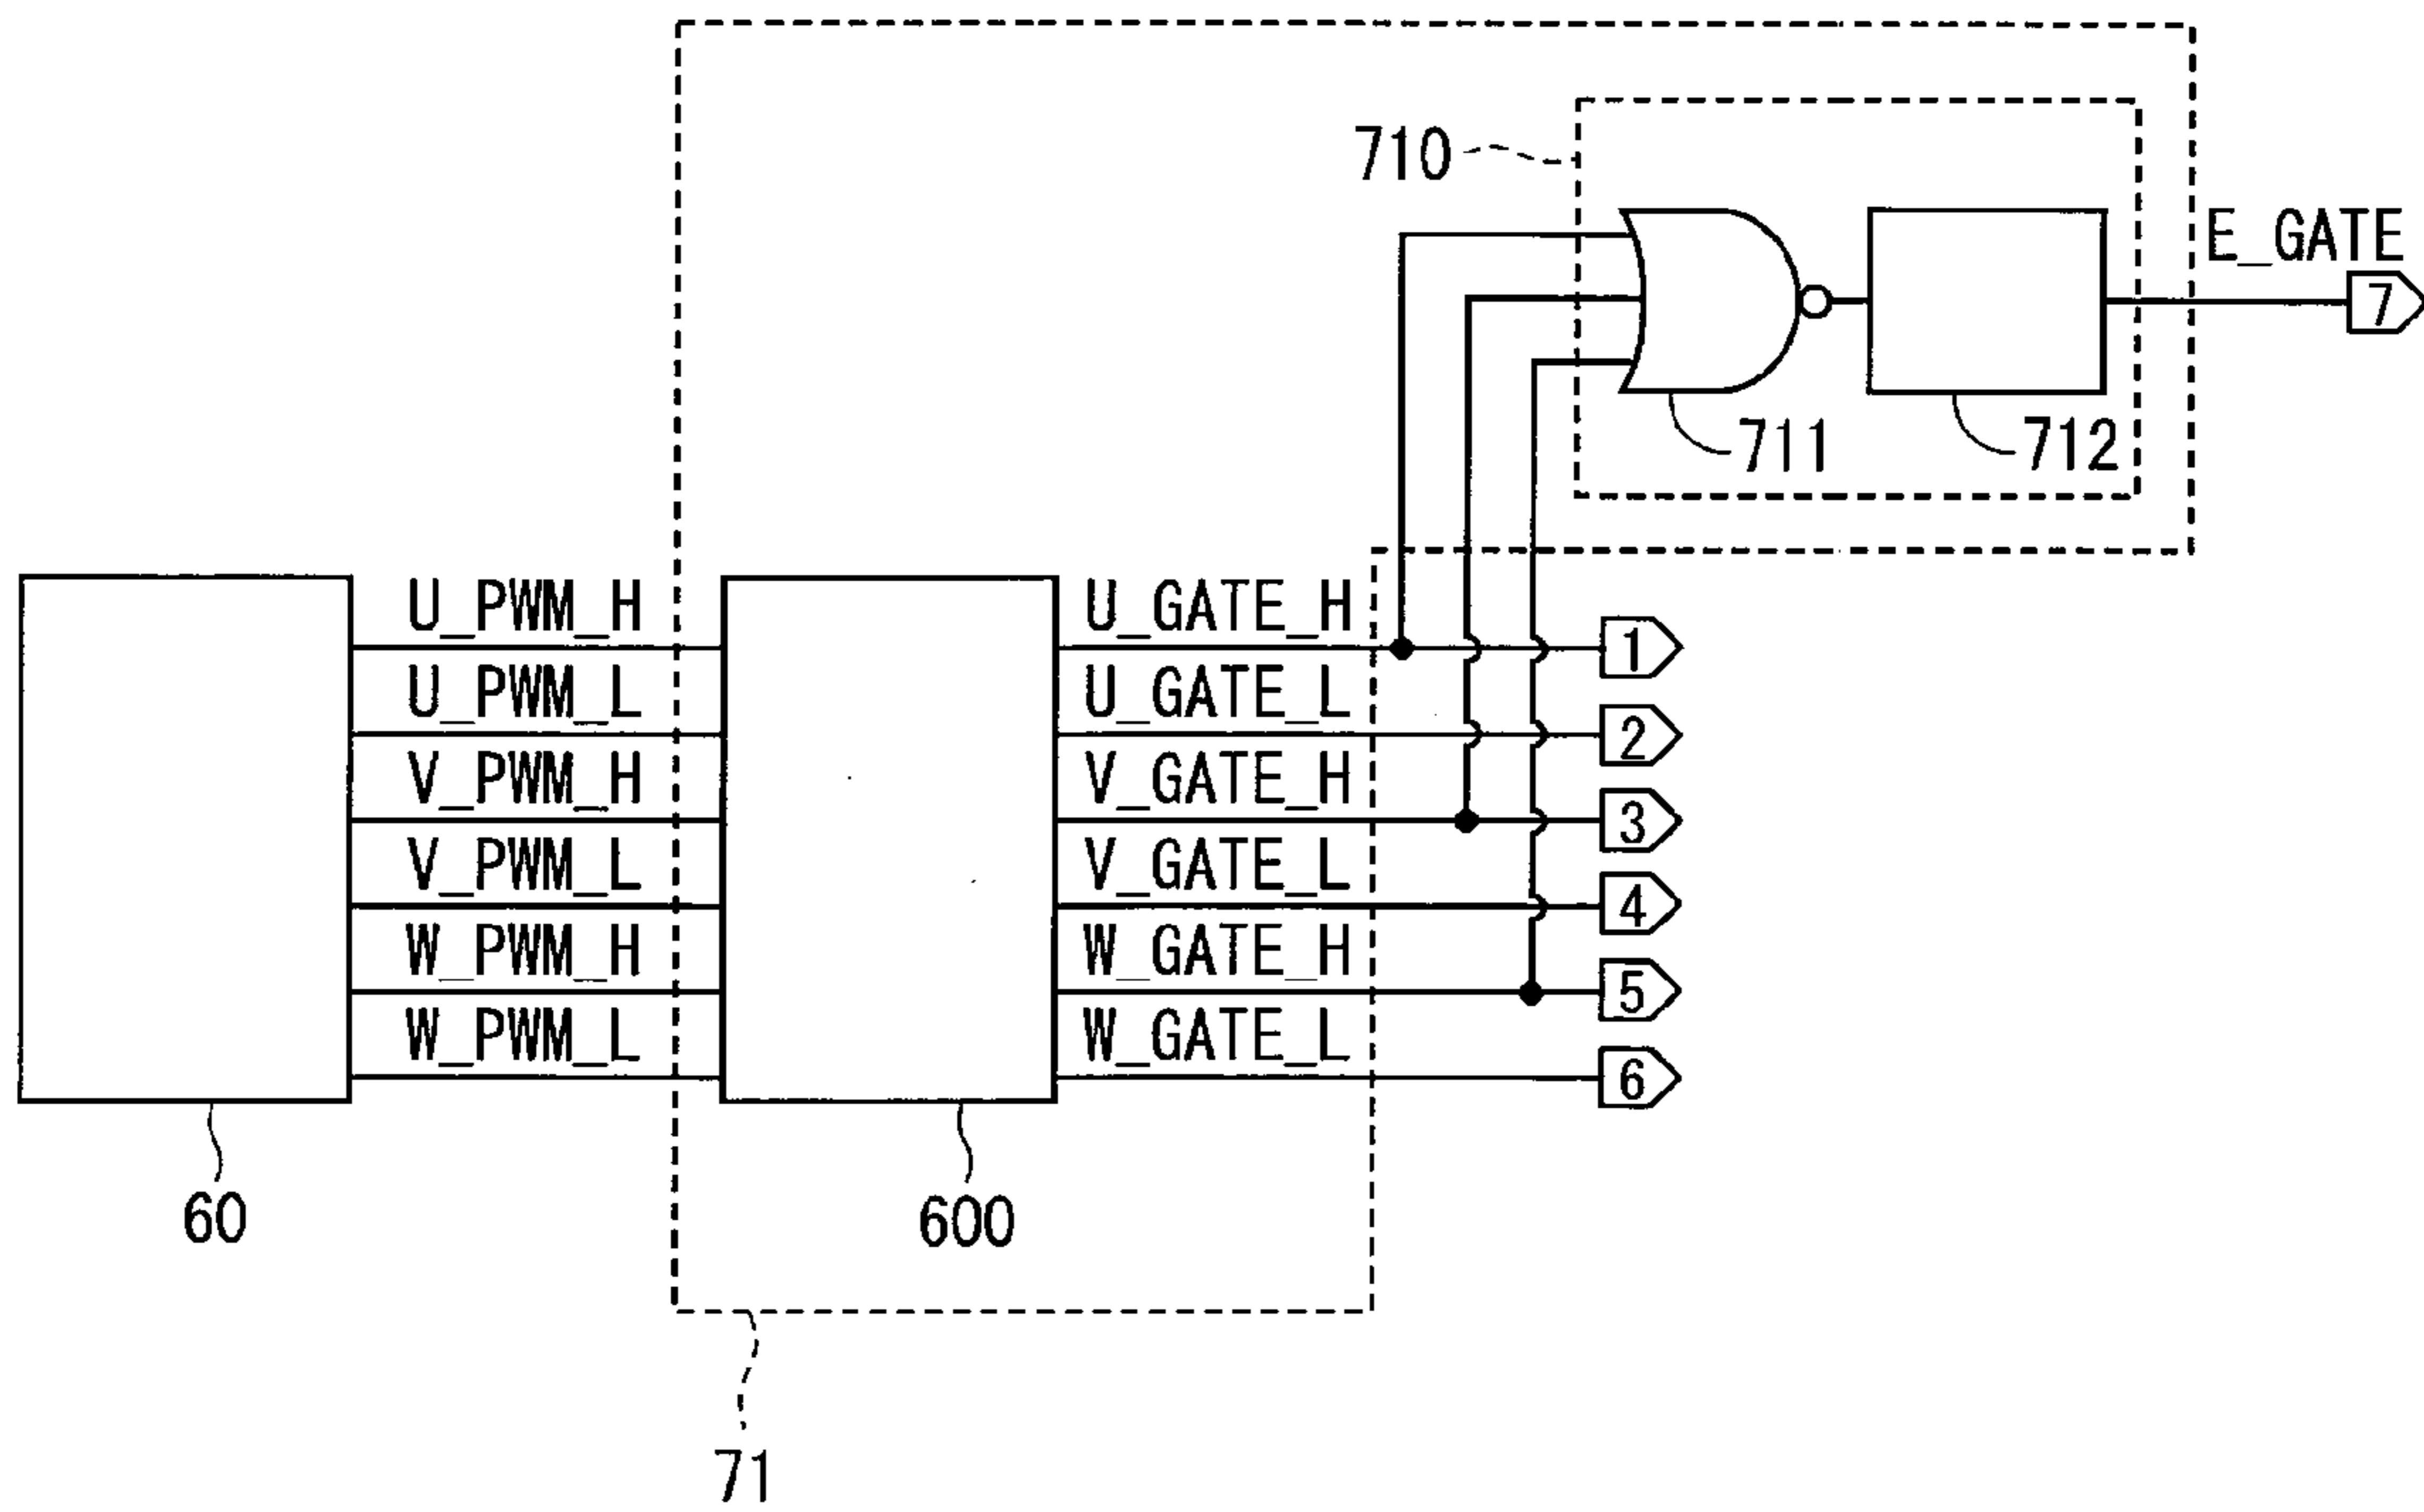 710
E_GATE
7
711
712
U_PWM_H
U_GATE_H
1
U_PWM_L
U_GATE_L
2
V_PWM_H
V_GATE_H
3
V_PWM_L
V_GATE_L
4
W_PWM_H
W_GATE_H
5
W_PWM_L
W_GATE_L
6
60
600
71